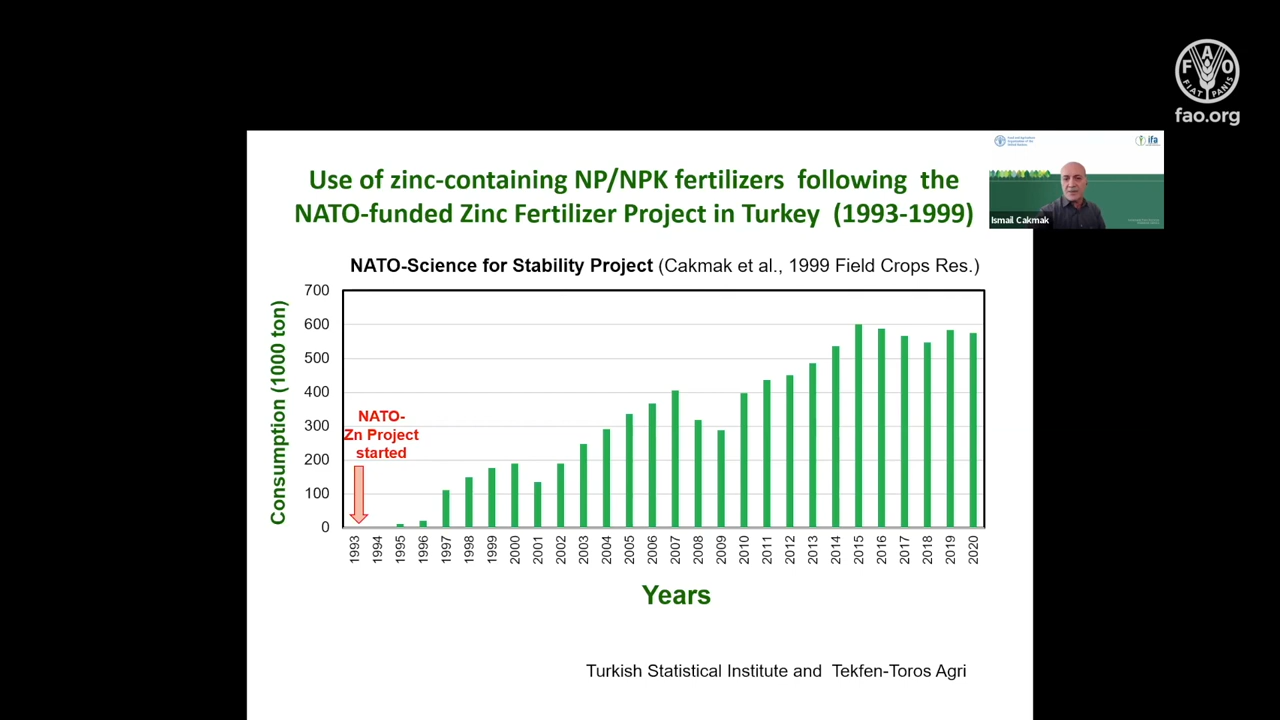 FAO
FIAT PANIS
fao.org
ifa
Ismail Cakmak
Use of zinc-containing NP/NPK fertilizers following the
NATO-funded Zinc Fertilizer Project in Turkey (1993-1999)
NATO-Science for Stability Project (Cakmak et al., 1999 Field Crops Res.)
Consumption (1000 ton)
700
600
500
400
300
200
100
0
NATO-
Zn Project
started
1993 1994 1995 1996 1997 1998 1999 2000 2001 2002 2003 2004 2005 2006 2007 2008 2009 2010 2011 2012 2013 2014 2015 2016 2017 2018 2019 2020
Years
Turkish Statistical Institute and Tekfen-Toros Agri